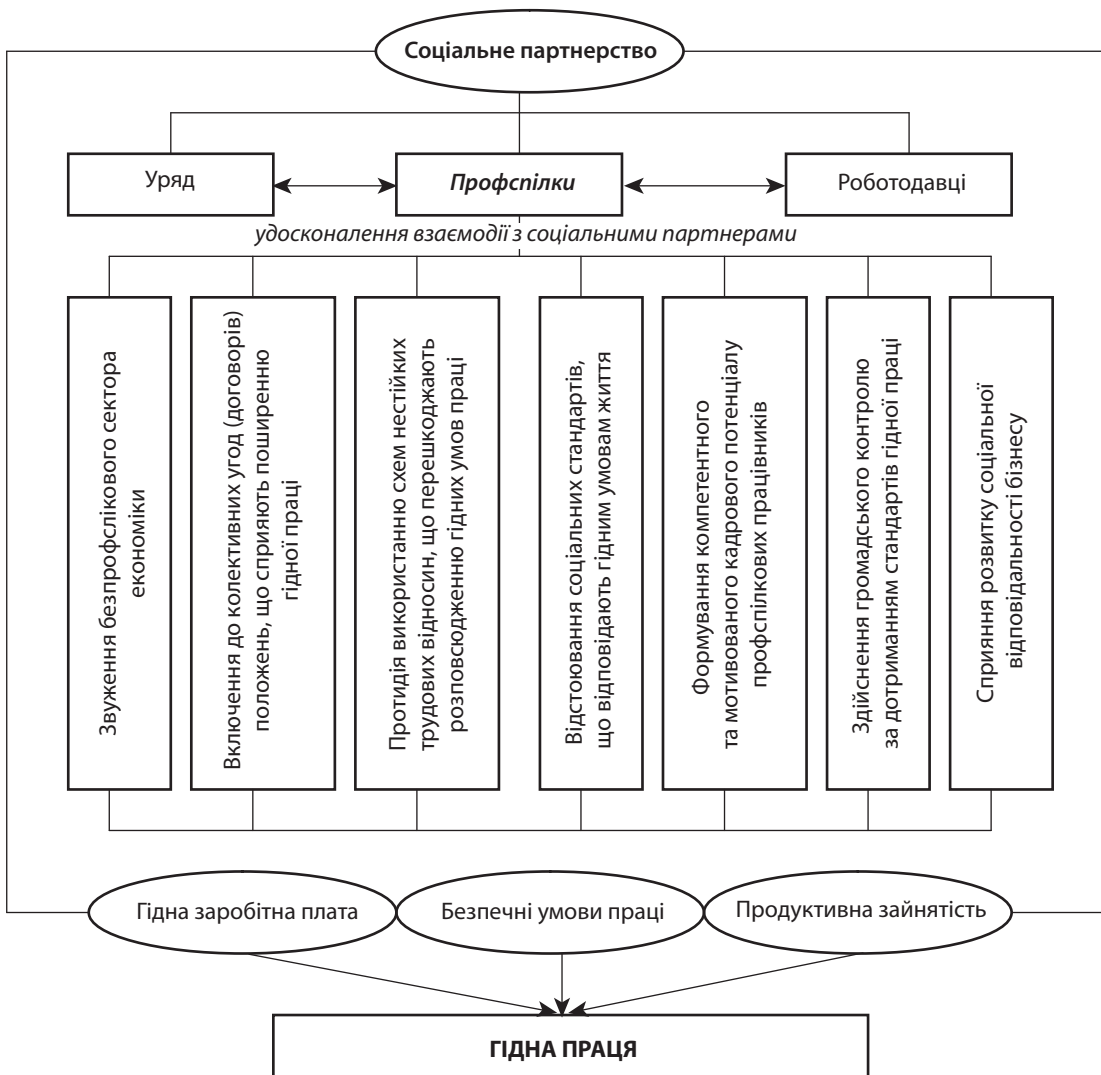 Соціальне партнерство
Уряд
Профспілки
Роботодавці
удосконалення взаємодії з соціальними партнерами
Звуження безпрофслікового сектора
економіки
Включення до колективних угод (договорів)
положень, що сприяють поширенню
гідної праці
Протидія використанню схем нестійких
трудових відносин, що перешкоджають
розповсюдженню гідних умов праці
Відстоювання соціальних стандартів,
що відповідають гідним умовам життя
Формування компетентного
та мотивованого кадрового потенціалу
профспілкових працівників
Здійснення громадского контролю
за дотриманням стандартів гідної праці
Сприяння розвитку соціальної
відповідальності бізнесу
Гідна заробітна плата
Безпечні умови праці
Продуктивна зайнятість
ГІДНА ПРАЦЯ